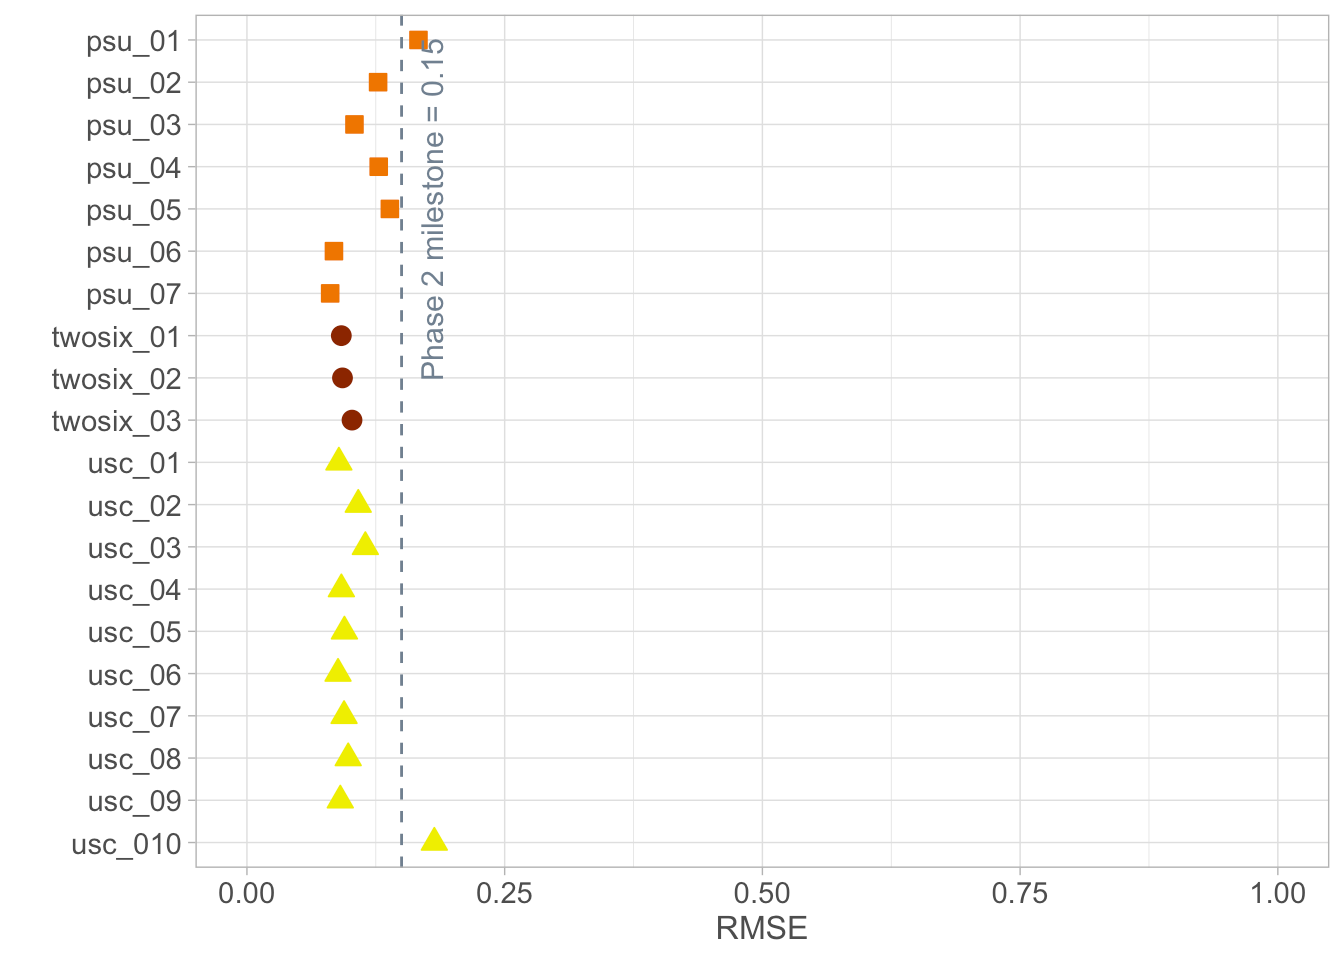 psu_01
psu_02
psu_03
psu_04
psu_05
psu_06
psu_07
twosix_01
twosix_02
twosix_03
usc_01
usc_02
usc_03
usc_04
usc_05
usc_06
usc_07
usc_08
usc_09
usc_010
Phase 2 milestone = 0.15
0.00 0.25 0.50 0.75 1.00
RMSE